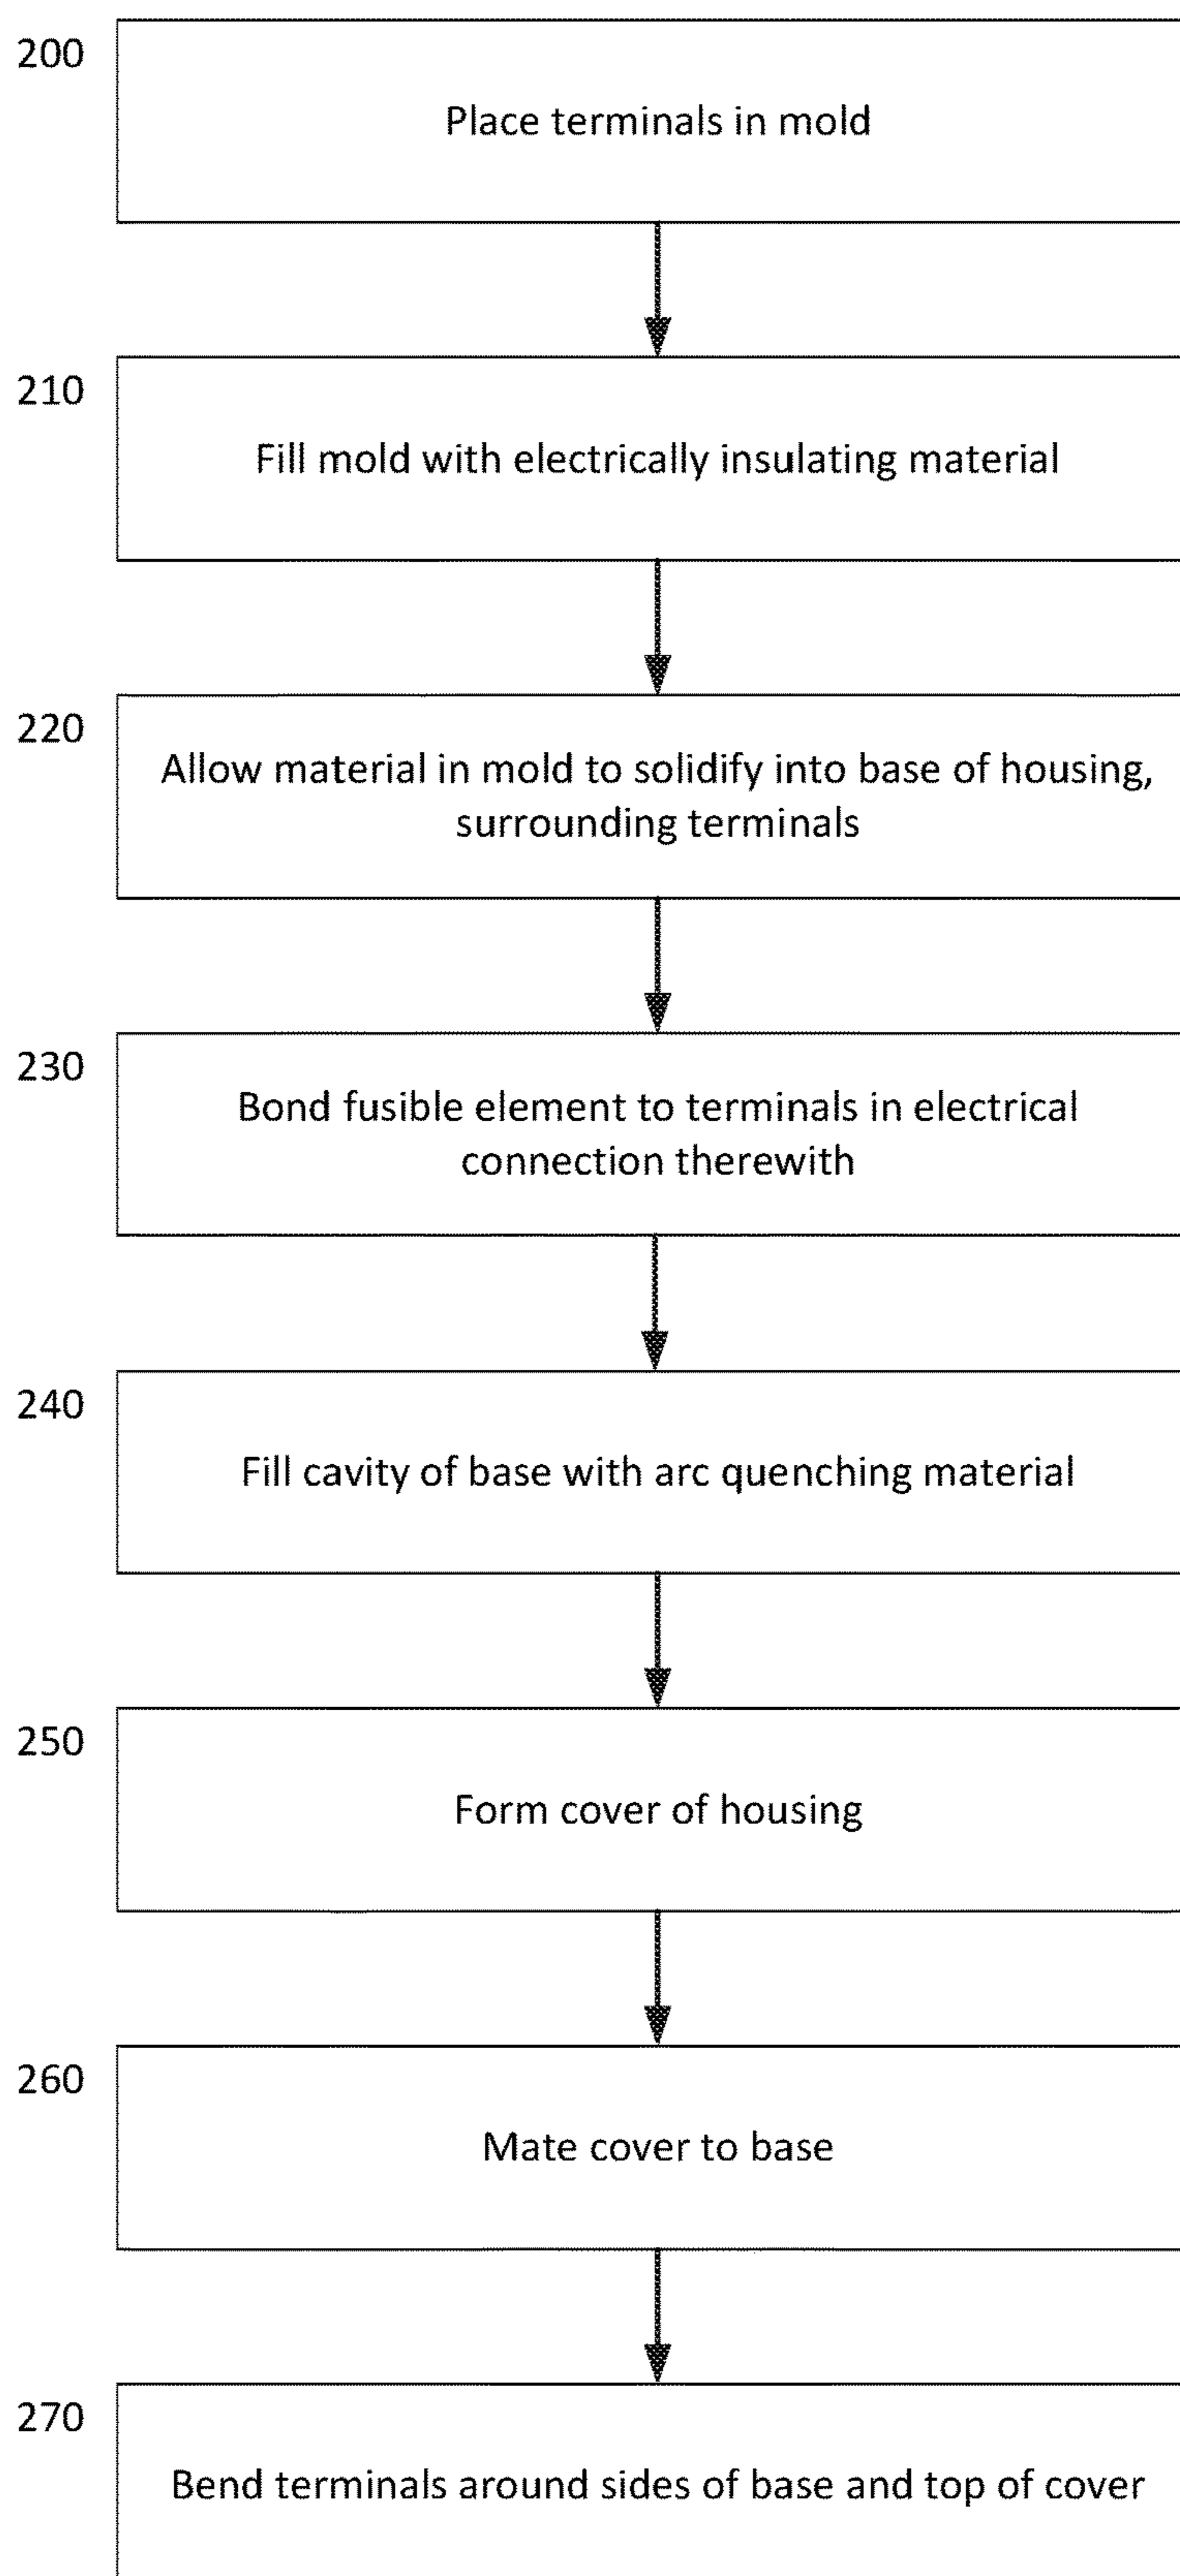 200
Place terminals in mold
210
Fill mold with electrically insulating material
220
Allow material in mold to solidify into base of housing,
surrounding terminals
230
Bond fusible element to terminals in electrical
connection therewith
240
Fill cavity of base with arc quenching material
250
Form cover of housing
260
Mate cover to base
270
Bend terminals around sides of base and top of cover